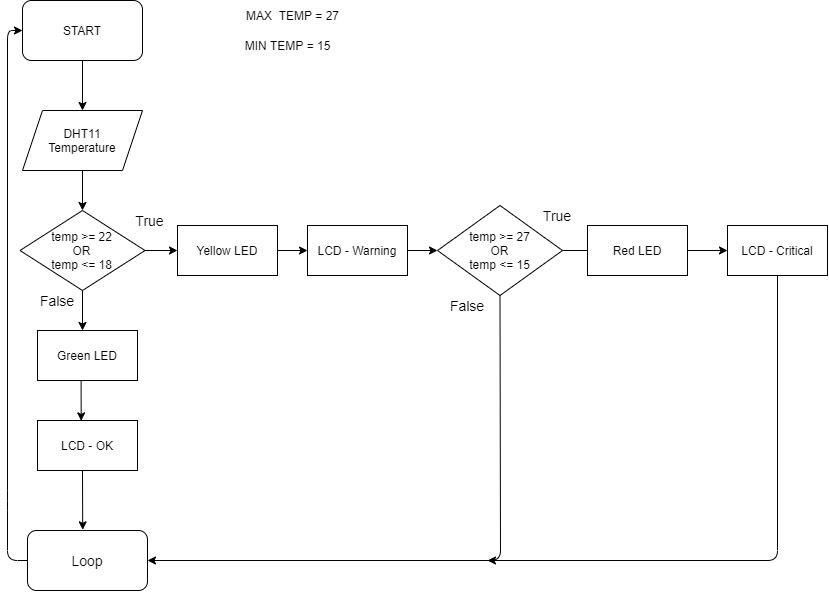 START
MAX TEMP = 27
MIN TEMP = 15
DHT11
Temperature
temp >= 22
OR
temp <= 18
True
False
Yellow LED
LCD - Warning
temp >= 27
OR
temp <= 15
True
False
Red LED
LCD - Critical
Green LED
LCD - OK
Loop